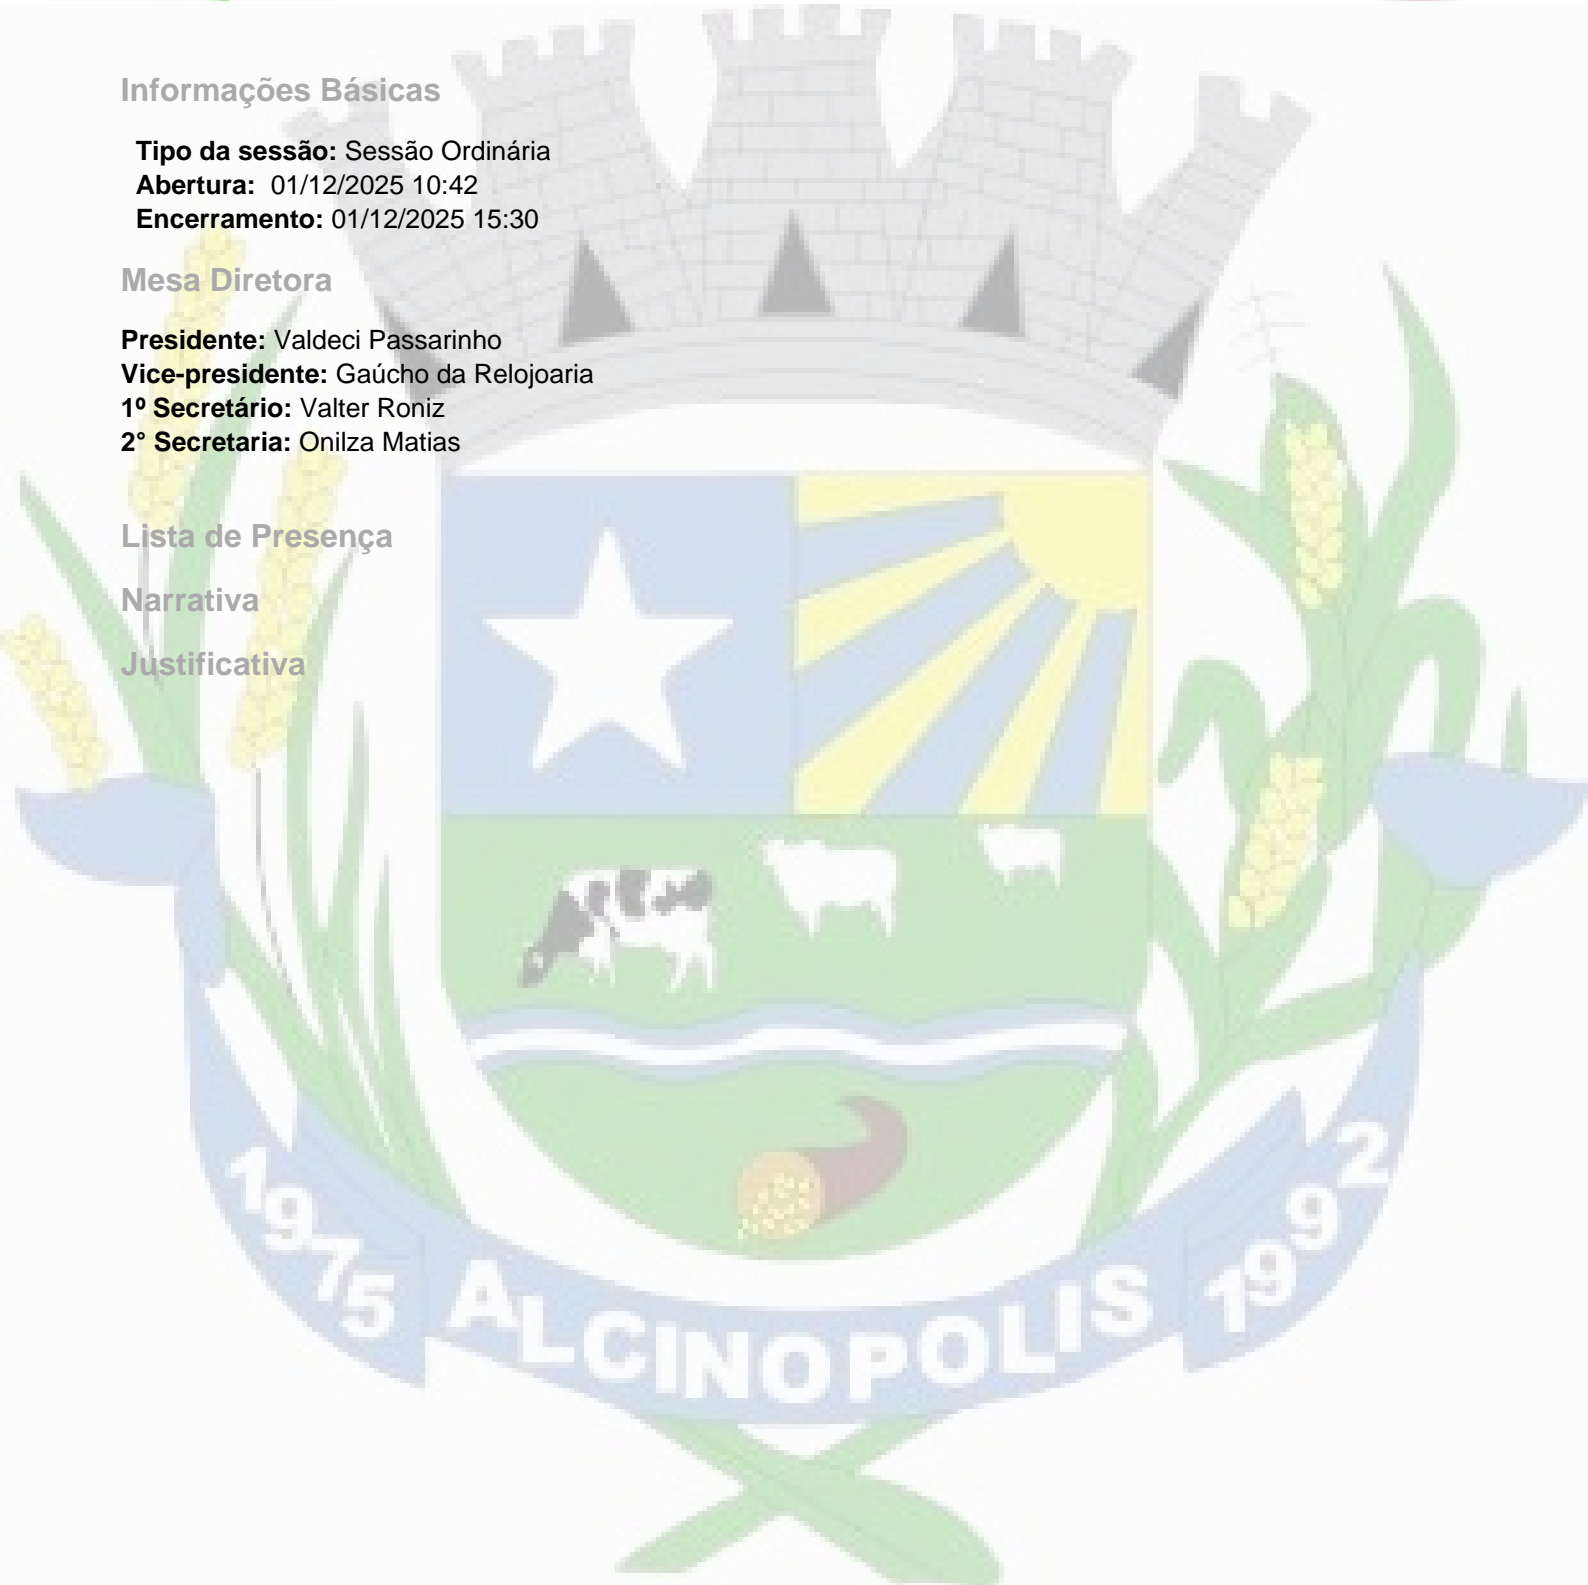 Informações Básicas
Tipo da sessão: Sessão Ordinária
Abertura: 01/12/2025 10:42
Encerramento: 01/12/2025 15:30
Mesa Diretora
Presidente: Valdeci Passarinho
Vice-presidente: Gaúcho da Relojoaria
1º Secretário: Valter Roniz
2° Secretaria: Onilza Matias
Lista de Presença
Narrativa
Justificativa
1975 ALCINOPOLIS 1992